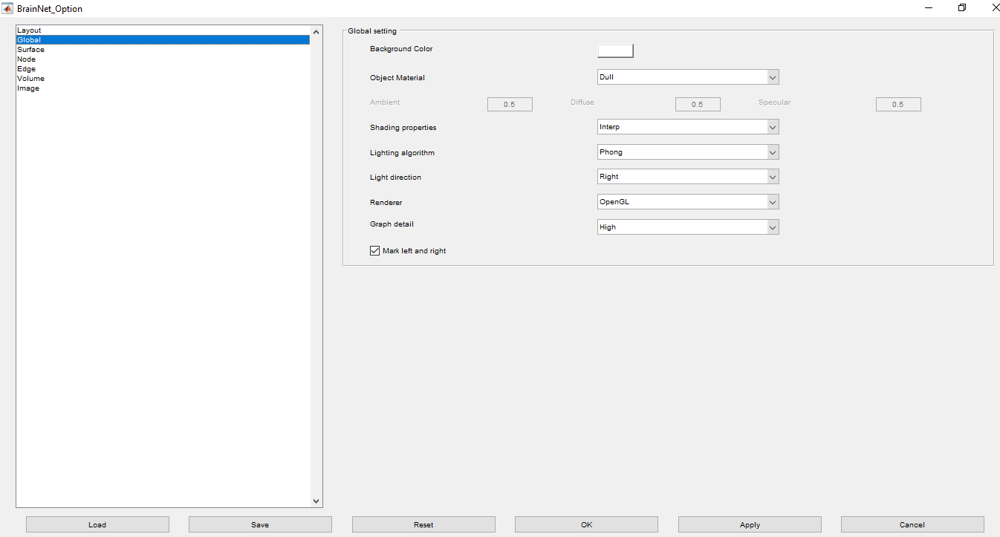 BrainNet_Option
Layout
Global
Surface
Node
Edge
Volume
Image
Global setting
Background Color
Object Material Dull
Ambient 0.5 Diffuse 0.5 Specular 0.5
Shading properties Interp
Lighting algorithm Phong
Light direction Right
Renderer OpenGL
Graph detail High
Mark left and right
Load Save Reset OK Apply Cancel